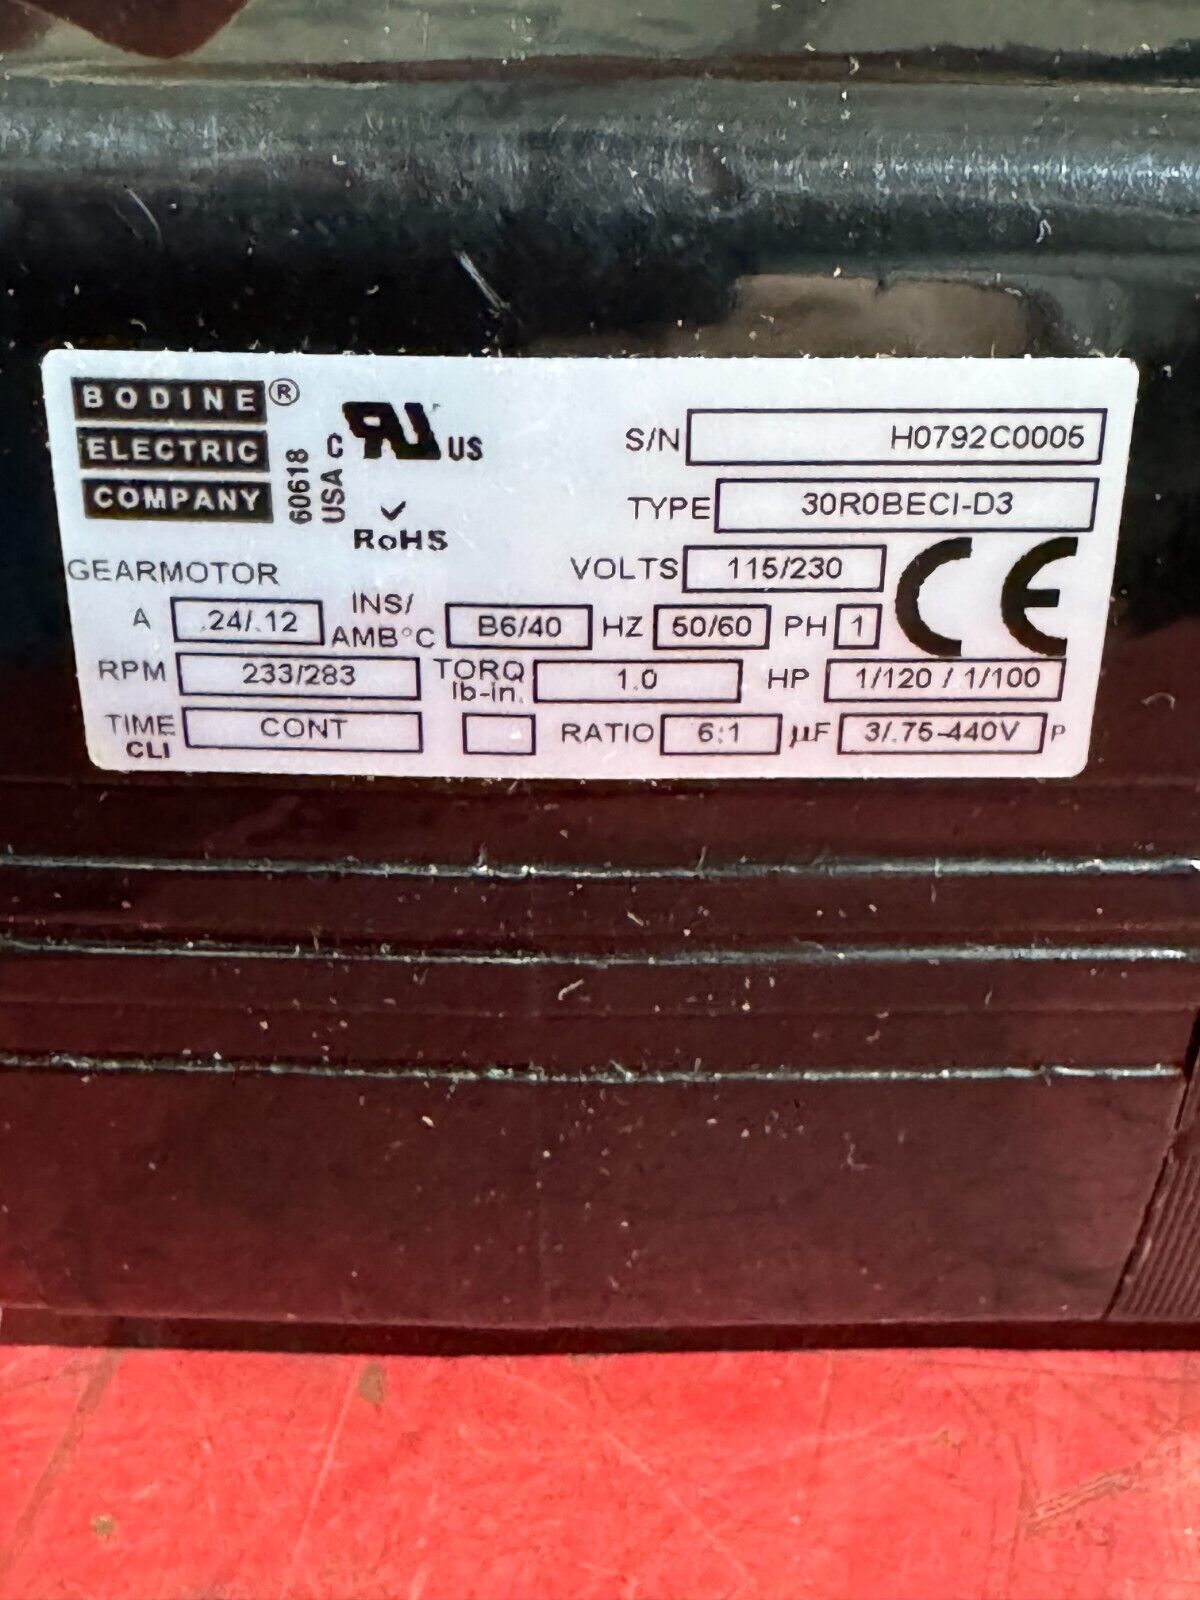 BODINE ®
ELECTRIC
COMPANY
60618
USA
C RU US
RoHS
S/N H0792C0005
TYPE 30R0BECI-D3
GEARMOTOR
VOLTS 115/230
CE
A .24/.12 INS/ AMB°C B6/40 HZ 50/60 PH 1
RPM 233/283 TORQ lb-in. 1.0 HP 1/120 / 1/100
TIME CONT RATIO 6:1 µF 3/.75-440V P
CLI